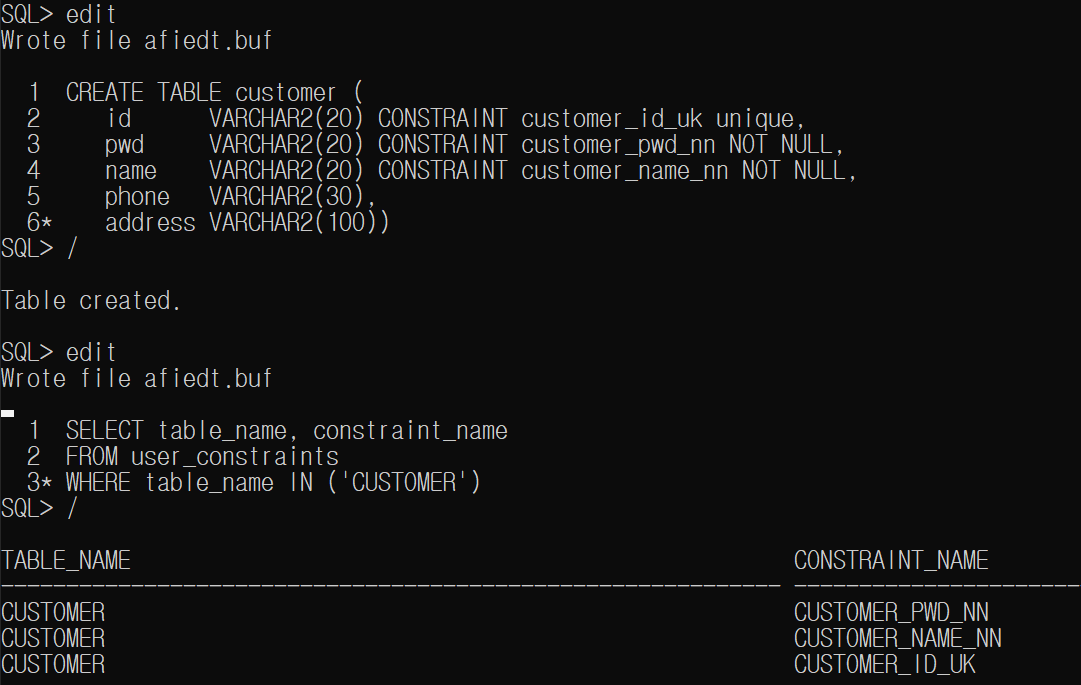 SQL> edit
Wrote file afiedt.buf
1 CREATE TABLE customer (
2 id VARCHAR2(20) CONSTRAINT customer_id_uk unique,
3 pwd VARCHAR2(20) CONSTRAINT customer_pwd_nn NOT NULL,
4 name VARCHAR2(20) CONSTRAINT customer_name_nn NOT NULL,
5 phone VARCHAR2(30),
6* address VARCHAR2(100))
SQL> /
Table created.
SQL> edit
Wrote file afiedt.buf
1 SELECT table_name, constraint_name
2 FROM user_constraints
3* WHERE table_name IN ('CUSTOMER')
SQL> /
TABLE_NAME CONSTRAINT_NAME
------------------------------------------------------------ ----------------------
CUSTOMER CUSTOMER_PWD_NN
CUSTOMER CUSTOMER_NAME_NN
CUSTOMER CUSTOMER_ID_UK